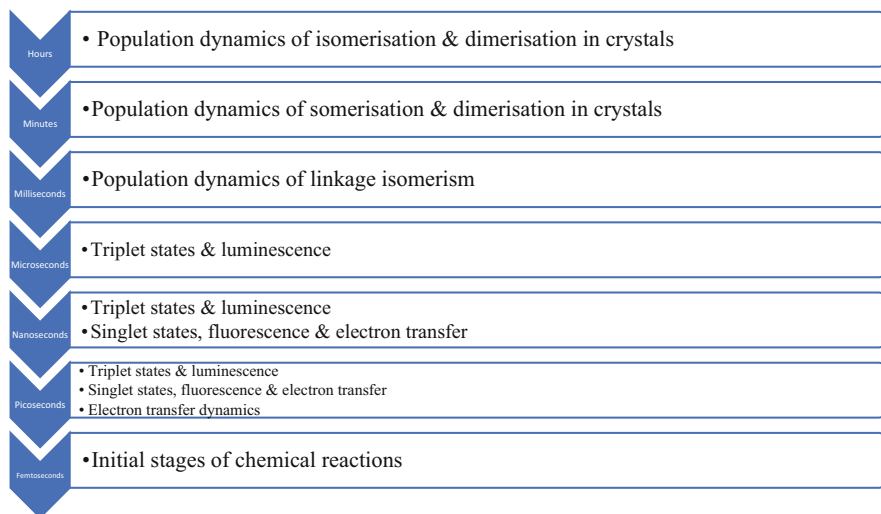 Hours
• Population dynamics of isomerisation & dimerisation in crystals
Minutes
•Population dynamics of somerisation & dimerisation in crystals
Milliseconds
•Population dynamics of linkage isomerism
Microseconds
•Triplet states & luminescence
Nanoseconds
•Triplet states & luminescence
•Singlet states, fluorescence & electron transfer
Picoseconds
• Triplet states & luminescence
• Singlet states, fluorescence & electron transfer
• Electron transfer dynamics
Femtoseconds
•Initial stages of chemical reactions